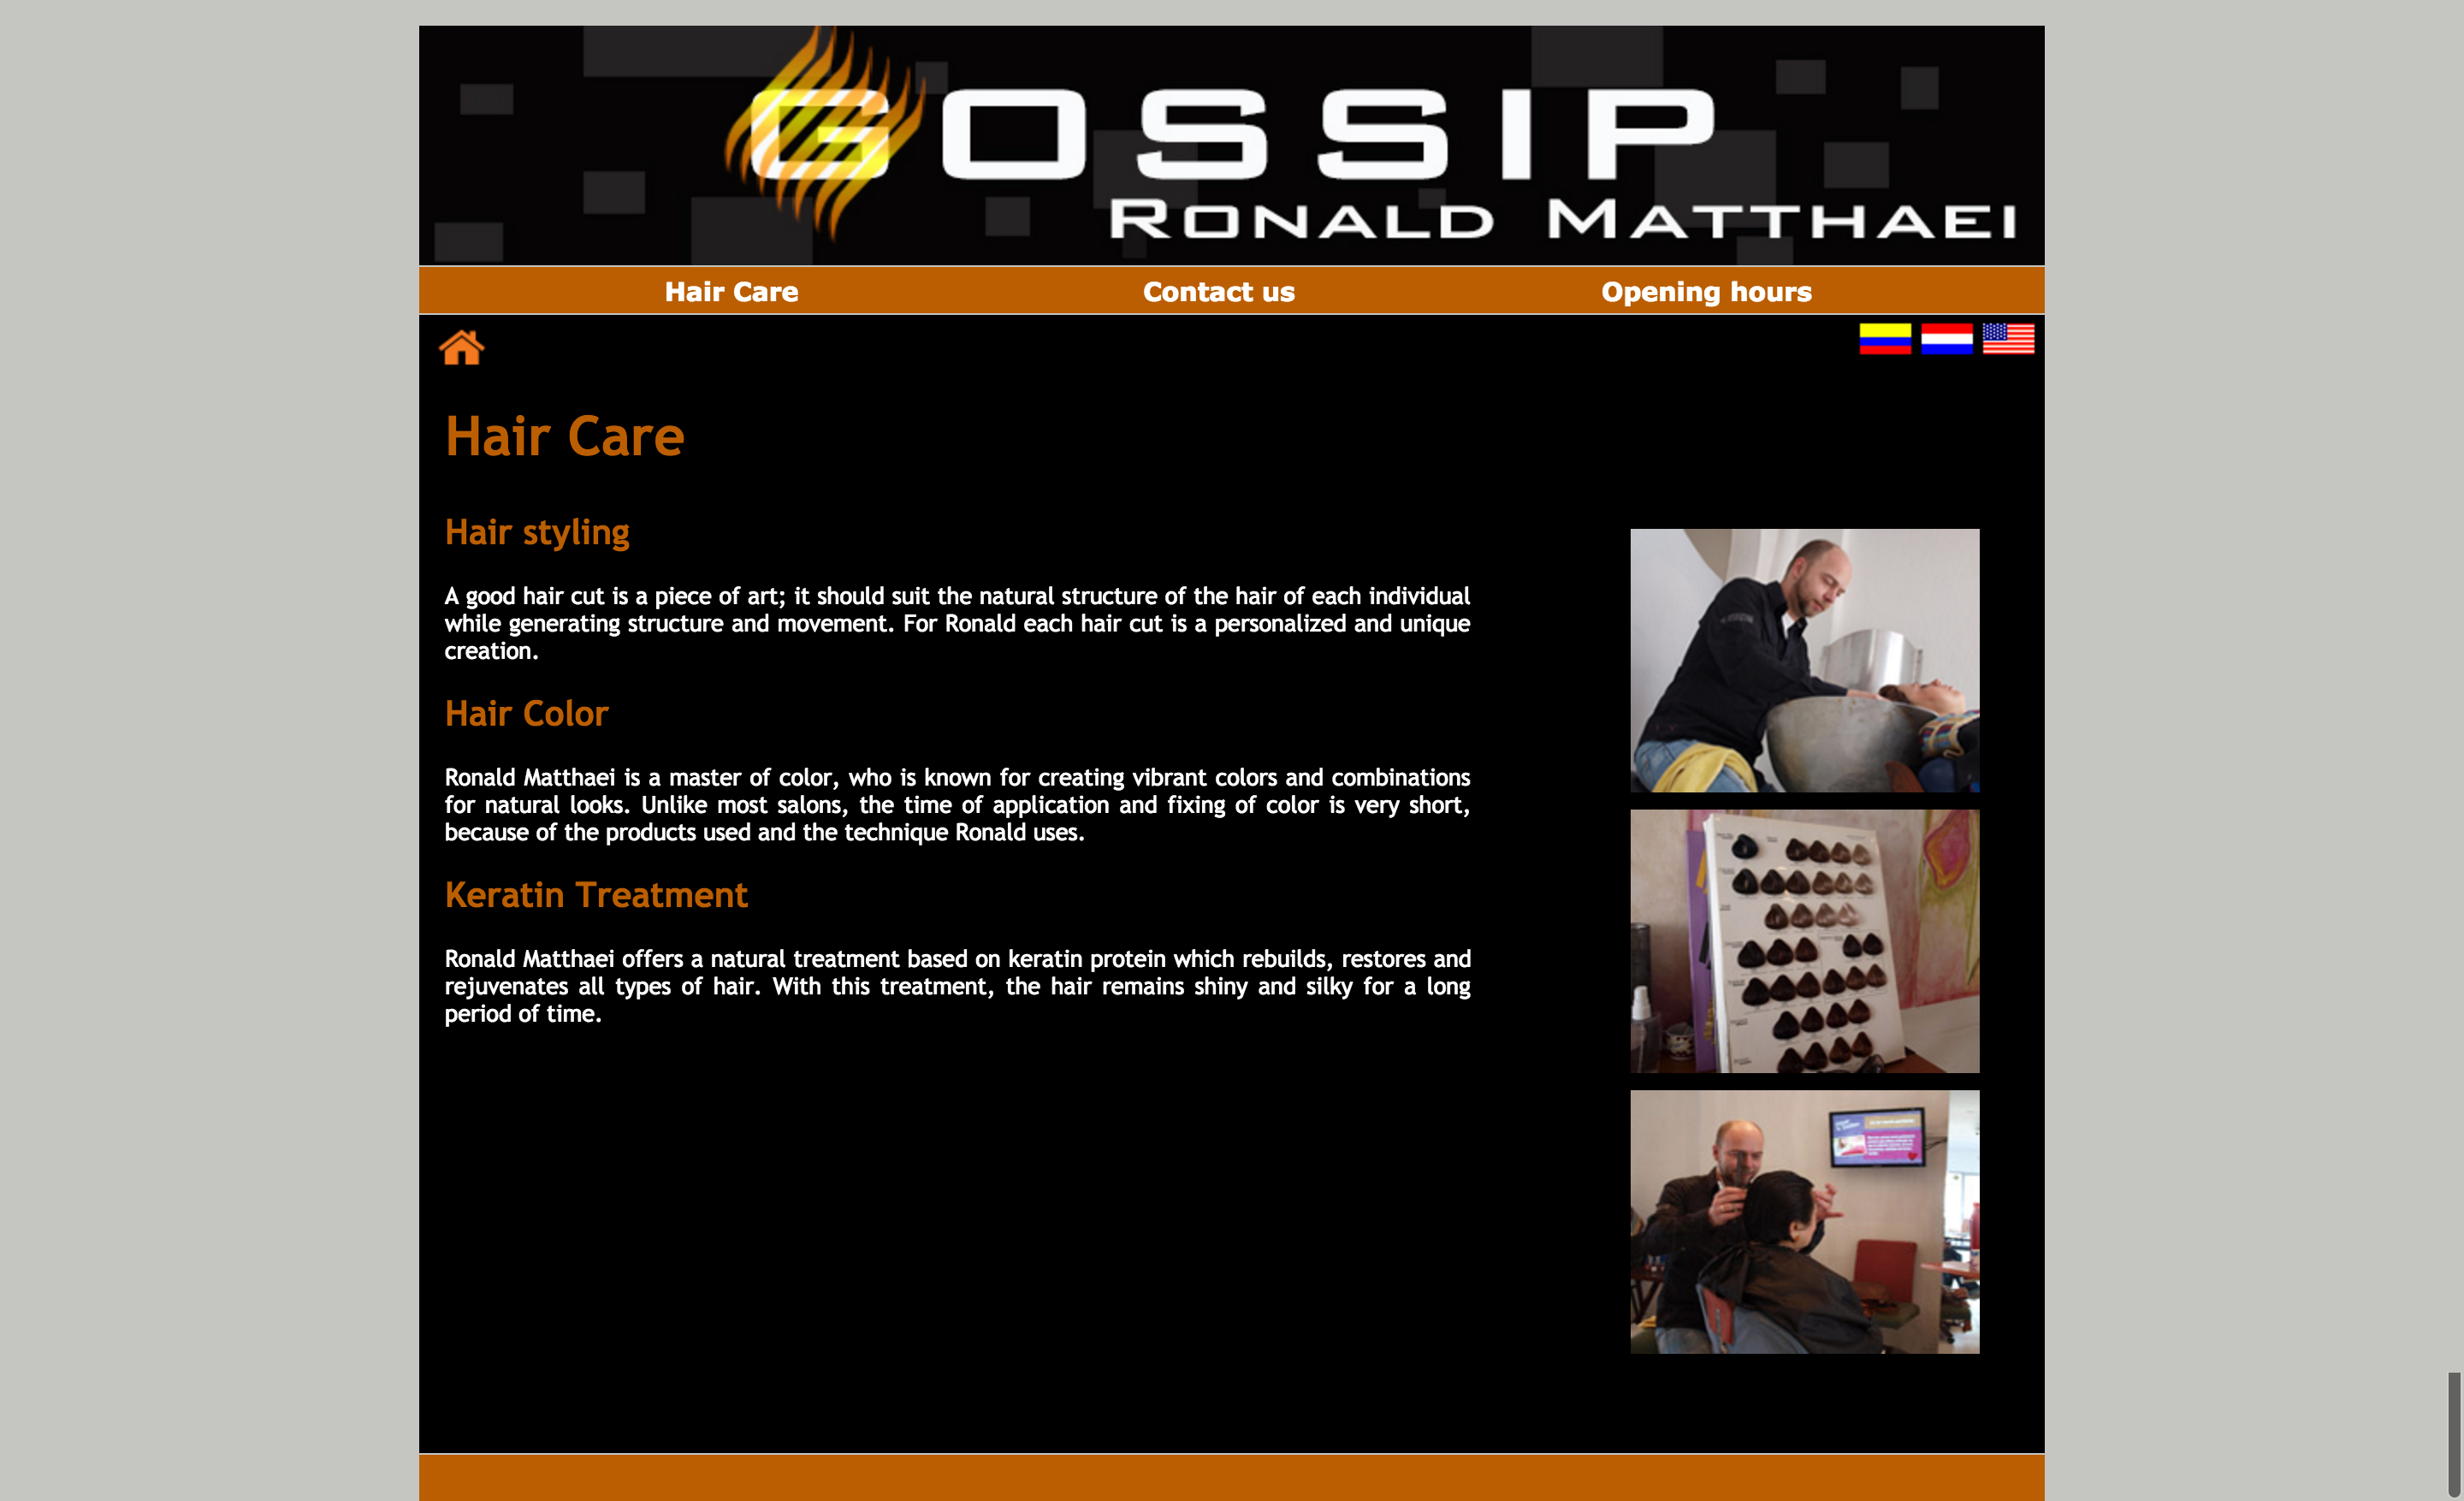 GOSSIP
RONALD MATTHAEI
Hair Care
Contact us
Opening hours
Hair Care
Hair styling
A good hair cut is a piece of art; it should suit the natural structure of the hair of each individual
while generating structure and movement. For Ronald each hair cut is a personalized and unique
creation.
Hair Color
Ronald Matthaei is a master of color, who is known for creating vibrant colors and combinations
for natural looks. Unlike most salons, the time of application and fixing of color is very short,
because of the products used and the technique Ronald uses.
Keratin Treatment
Ronald Matthaei offers a natural treatment based on keratin protein which rebuilds, restores and
rejuvenates all types of hair. With this treatment, the hair remains shiny and silky for a long
period of time.